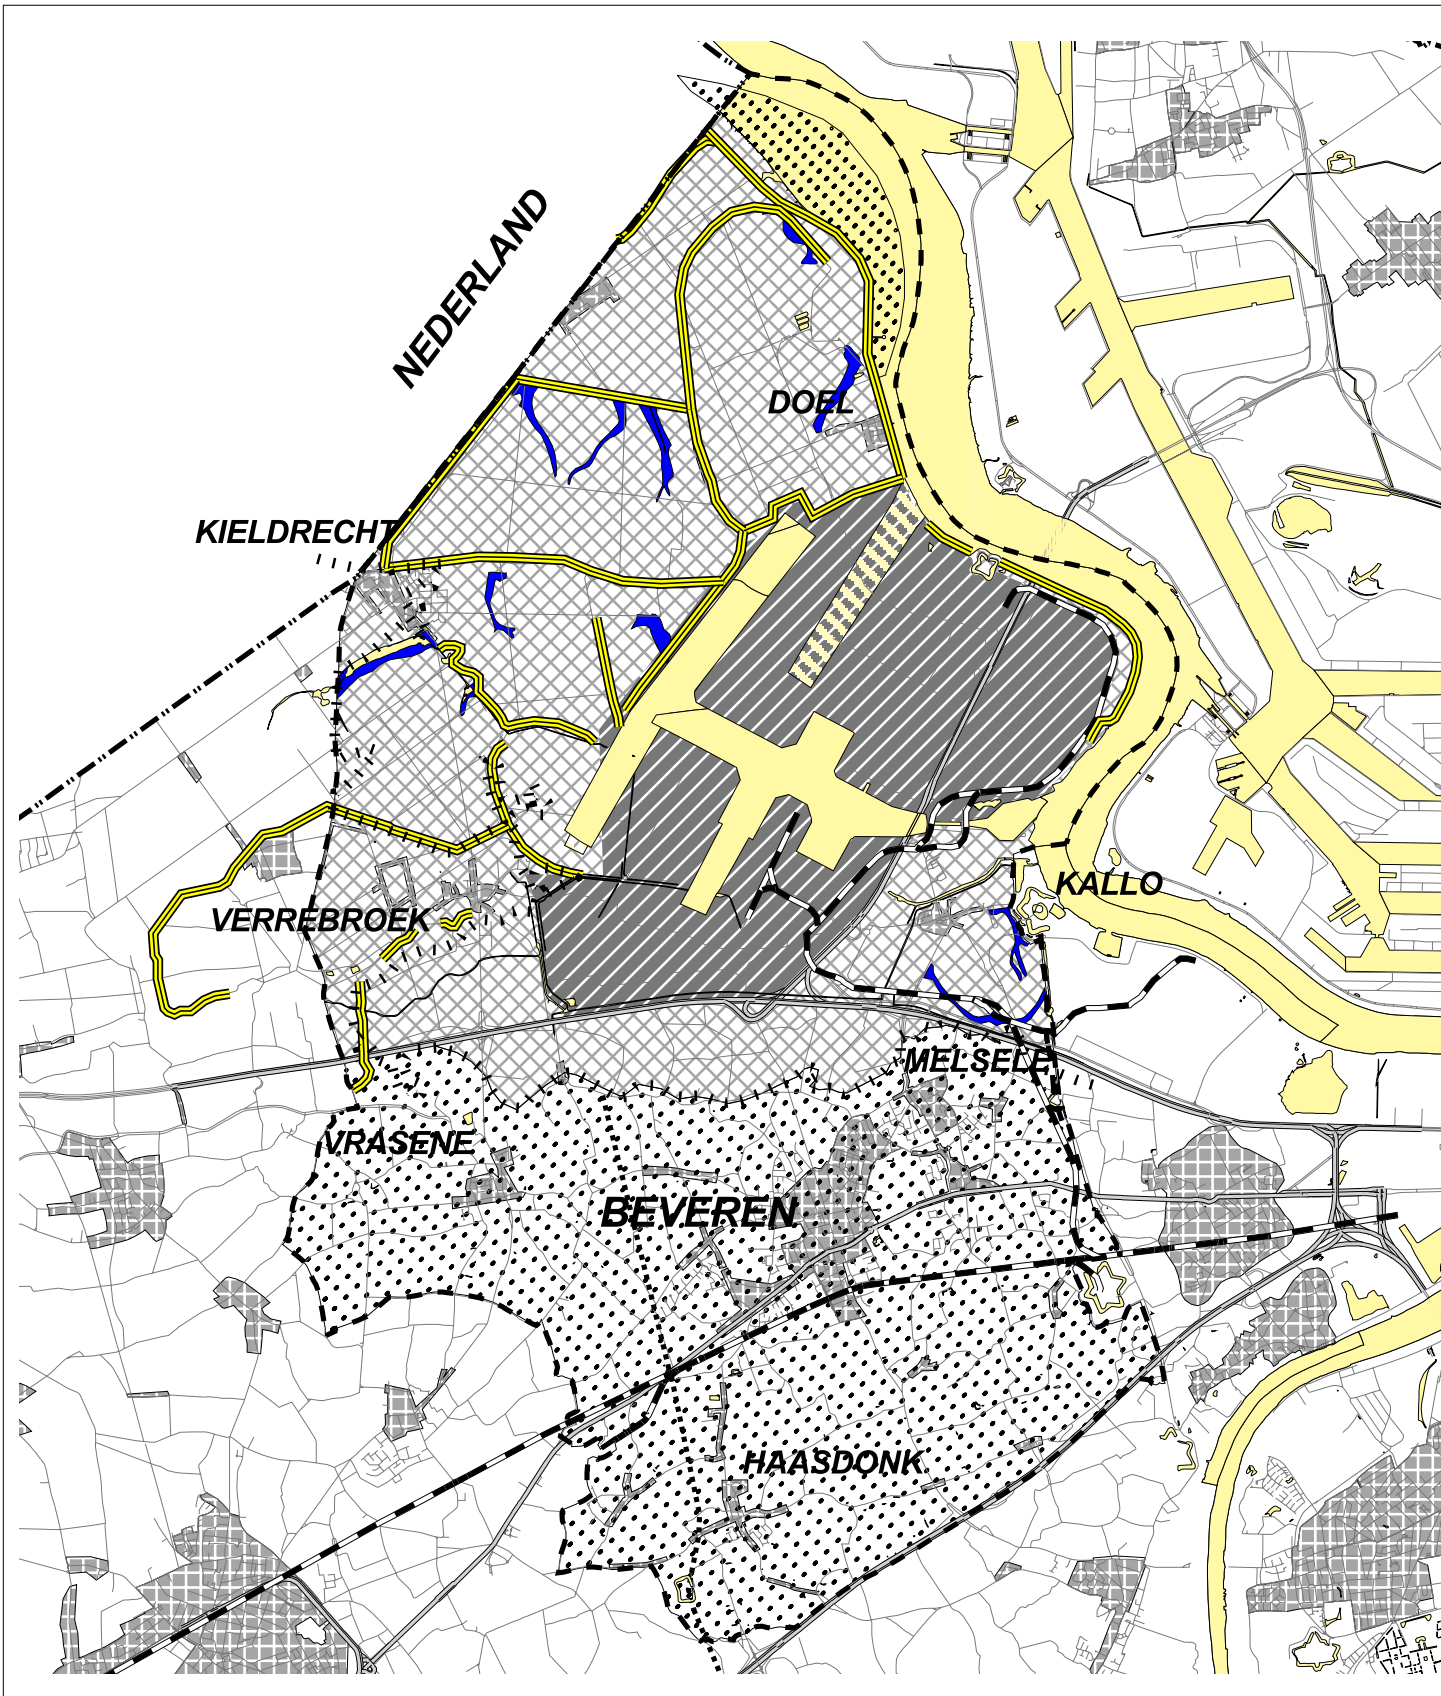 NEDERLAND
DOEL
KIELDRECHT
KALLO
VERREBROEK
MELSELE
VRASENE
BEVEREN
HAASDONK